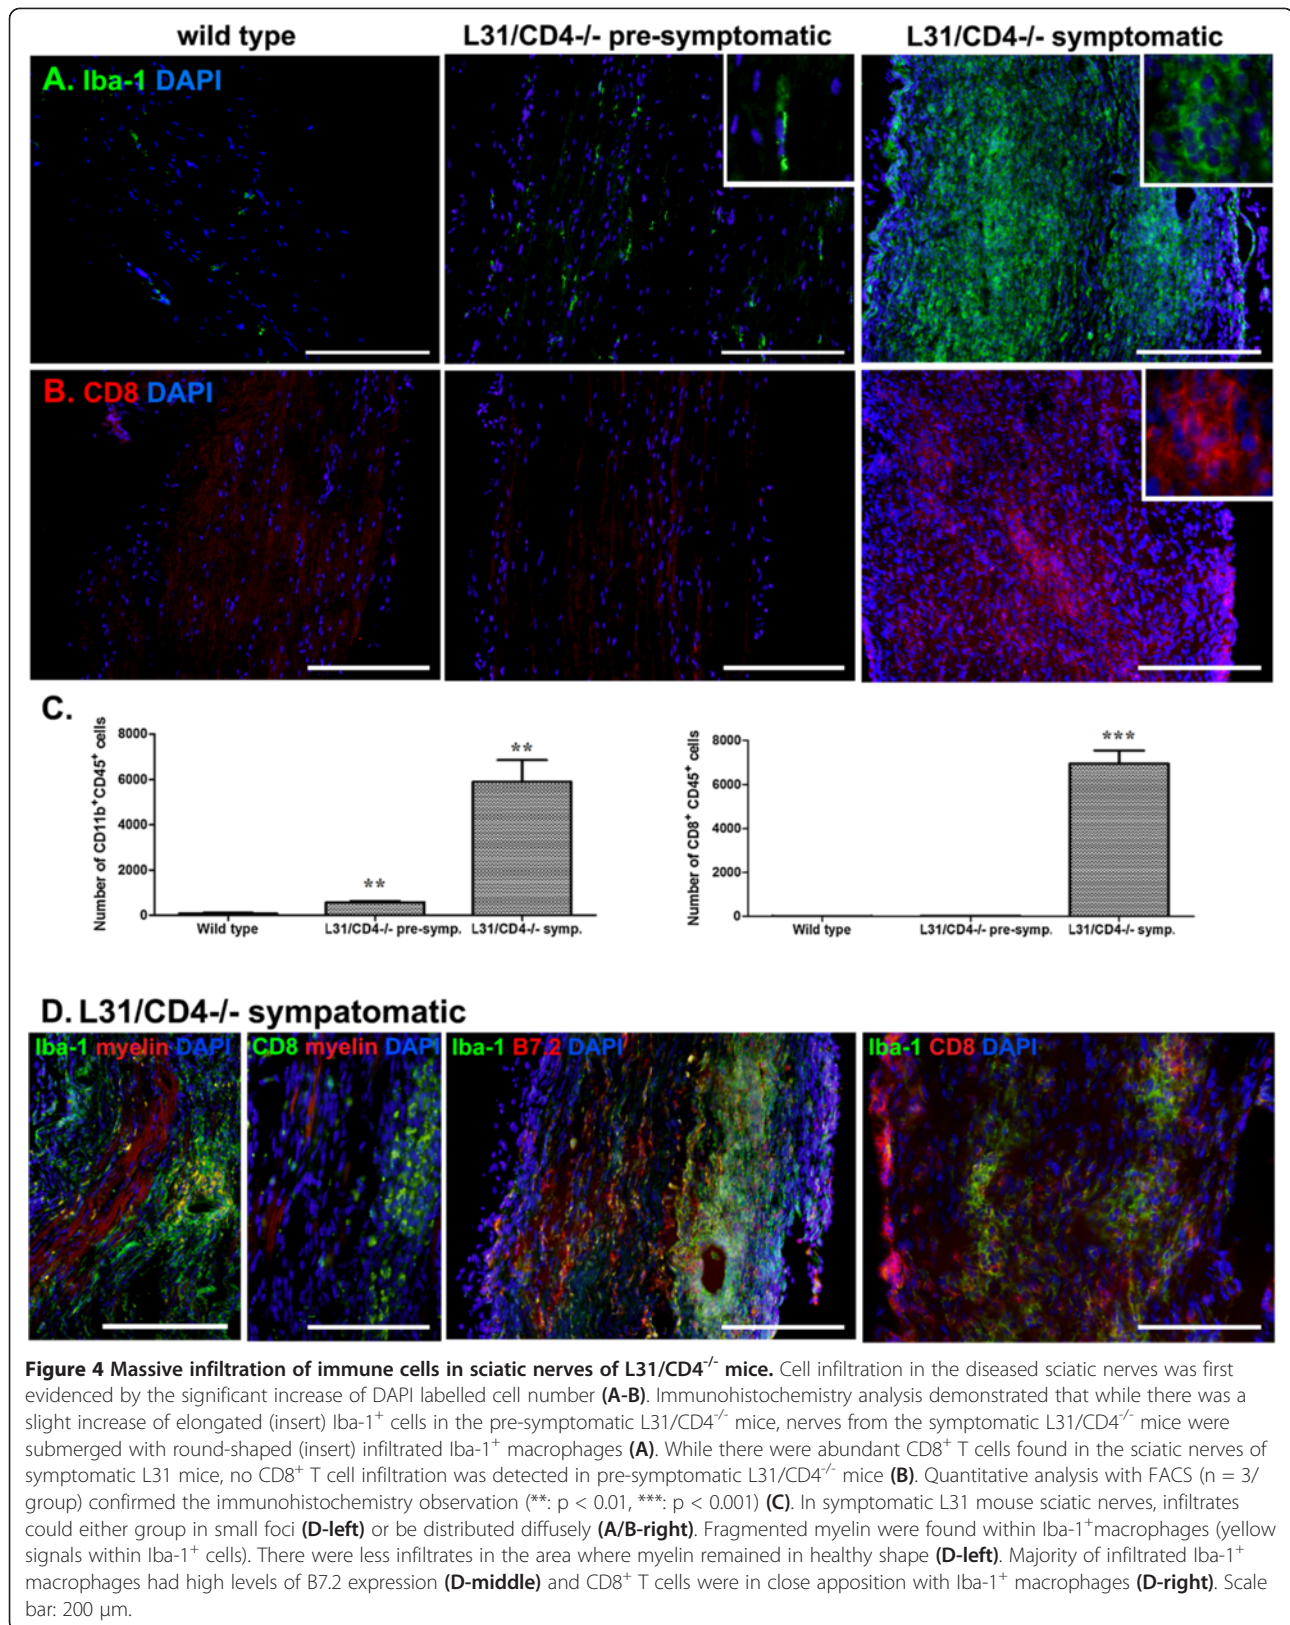 wild type
L31/CD4-/- pre-symptomatic
L31/CD4-/- symptomatic
A. Iba-1 DAPI
B. CD8 DAPI
C.
Number of CD11b⁺CD45⁺ cells
8000
6000
4000
2000
0
**
**
Wild type
L31/CD4-/- pre-symp.
L31/CD4-/- symp.
Number of CD8⁺ CD45⁺ cells
8000
6000
4000
2000
0
***
Wild type
L31/CD4-/- pre-symp.
L31/CD4-/- symp.
D. L31/CD4-/- sympatomatic
Iba-1 myelin DAPI
CD8 myelin DAPI
Iba-1 B7.2 DAPI
Iba-1 CD8 DAPI
Figure 4 Massive infiltration of immune cells in sciatic nerves of L31/CD4⁻/⁻ mice. Cell infiltration in the diseased sciatic nerves was first
evidenced by the significant increase of DAPI labelled cell number (A-B). Immunohistochemistry analysis demonstrated that while there was a
slight increase of elongated (insert) Iba-1⁺ cells in the pre-symptomatic L31/CD4⁻/⁻ mice, nerves from the symptomatic L31/CD4⁻/⁻ mice were
submerged with round-shaped (insert) infiltrated Iba-1⁺ macrophages (A). While there were abundant CD8⁺ T cells found in the sciatic nerves of
symptomatic L31 mice, no CD8⁺ T cell infiltration was detected in pre-symptomatic L31/CD4⁻/⁻ mice (B). Quantitative analysis with FACS (n = 3/
group) confirmed the immunohistochemistry observation (**: p < 0.01, ***: p < 0.001) (C). In symptomatic L31 mouse sciatic nerves, infiltrates
could either group in small foci (D-left) or be distributed diffusely (A/B-right). Fragmented myelin were found within Iba-1⁺macrophages (yellow
signals within Iba-1⁺ cells). There were less infiltrates in the area where myelin remained in healthy shape (D-left). Majority of infiltrated Iba-1⁺
macrophages had high levels of B7.2 expression (D-middle) and CD8⁺ T cells were in close apposition with Iba-1⁺ macrophages (D-right). Scale
bar: 200 μm.